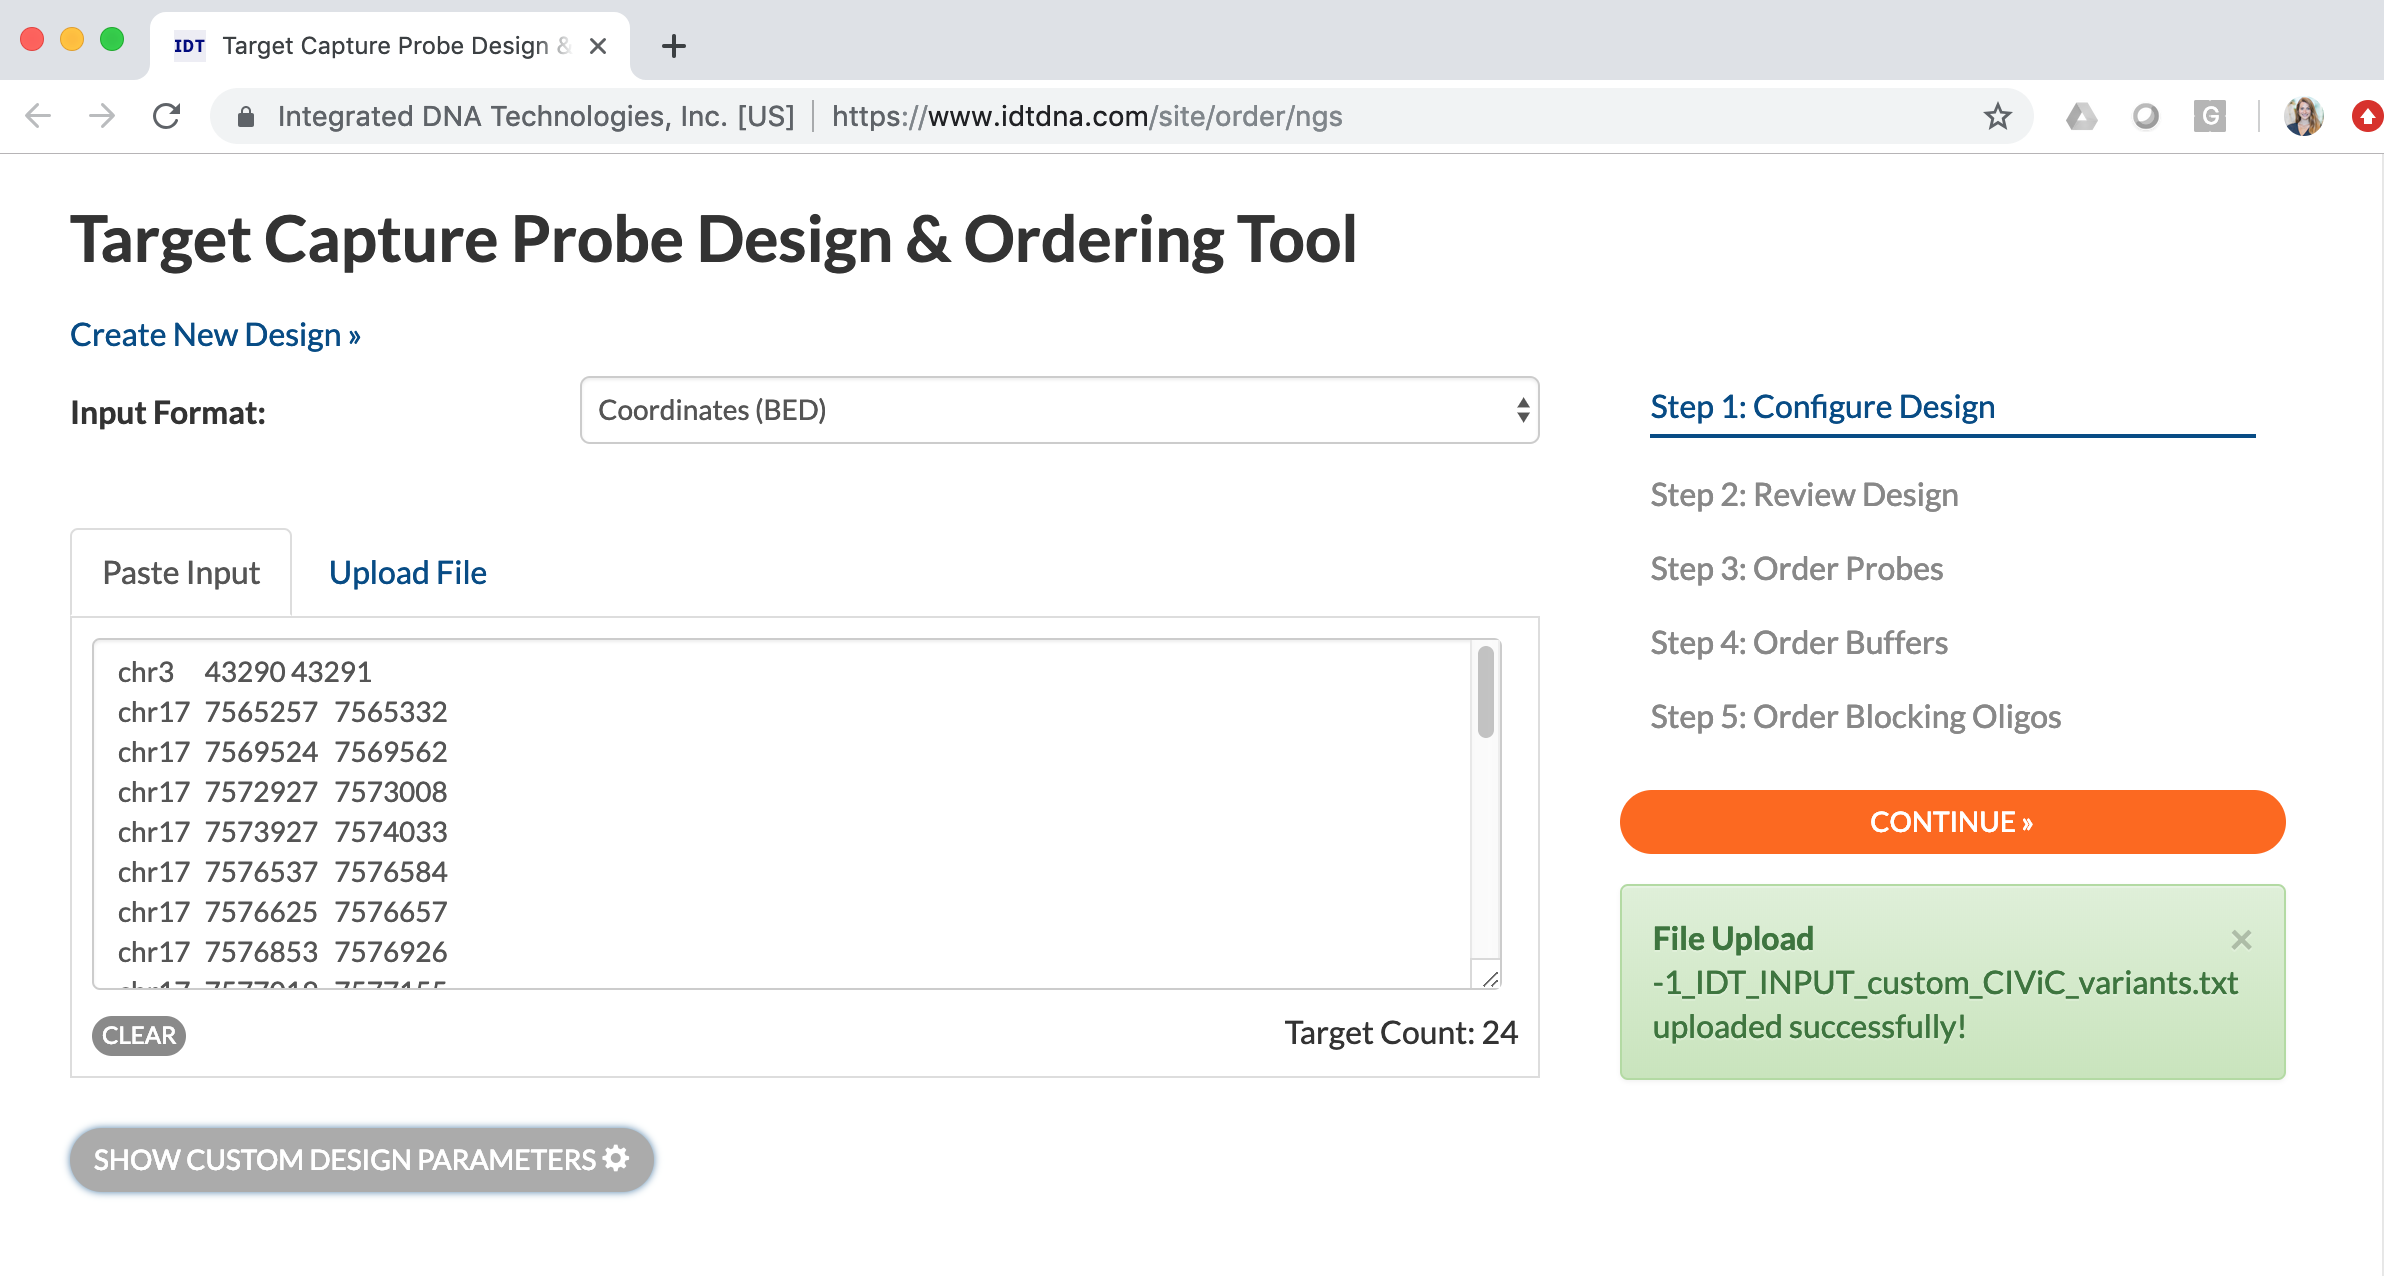 IDT Target Capture Probe Design &
Integrated DNA Technologies, Inc. [US] https://www.idtdna.com/site/order/ngs
G
Target Capture Probe Design & Ordering Tool
Create New Design »
Input Format:
Coordinates (BED)
Paste Input
Upload File
chr3 43290 43291
chr17 7565257 7565332
chr17 7569524 7569562
chr17 7572927 7573008
chr17 7573927 7574033
chr17 7576537 7576584
chr17 7576625 7576657
chr17 7576853 7576926
CLEAR
Target Count: 24
SHOW CUSTOM DESIGN PARAMETERS
Step 1: Configure Design
Step 2: Review Design
Step 3: Order Probes
Step 4: Order Buffers
Step 5: Order Blocking Oligos
CONTINUE »
File Upload
-1_IDT_INPUT_custom_CIViC_variants.txt
uploaded successfully!